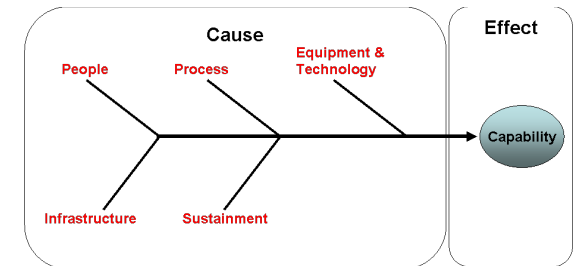 Cause
Effect
People
Process
Equipment &
Technology
Capability
Infrastructure
Sustainment